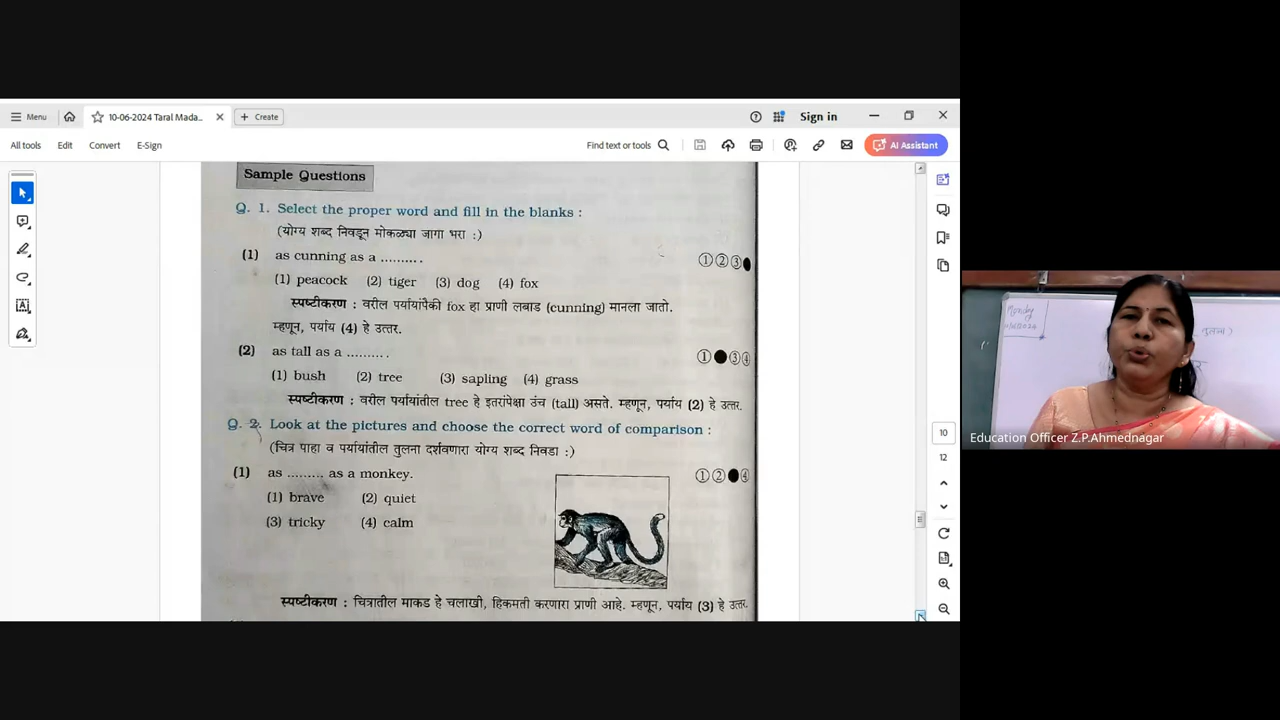 Menu
10-06-2024 Taral Mada...
Create
Sign in
All tools
Edit
Convert
E-Sign
Find text or tools
AI Assistant
Sample Questions
Q. 1. Select the proper word and fill in the blanks :
(योग्य शब्द निवडून मोकळ्या जागा भरा :)
(1) as cunning as a .......... ①②③●
(1) peacock (2) tiger (3) dog (4) fox
स्पष्टीकरण : वरील पर्यायांपैकी fox हा प्राणी लबाड (cunning) मानला जातो.
म्हणून, पर्याय (4) हे उत्तर.
(2) as tall as a .......... ①●③④
(1) bush (2) tree (3) sapling (4) grass
स्पष्टीकरण : वरील पर्यायांतील tree हे इतरांपेक्षा उंच (tall) असते. म्हणून, पर्याय (2) हे उत्तर.
Q. 2. Look at the pictures and choose the correct word of comparison :
(चित्र पाहा व पर्यायांतील तुलना दर्शवणारा योग्य शब्द निवडा :)
(1) as ......... as a monkey. ①②●④
(1) brave (2) quiet
(3) tricky (4) calm
स्पष्टीकरण : चित्रातील माकड हे चलाखी, हिकमती करणारा प्राणी आहे. म्हणून, पर्याय (3) हे उत्तर.
10
12
Monday
तुलना)
Education Officer Z.P.Ahmednagar